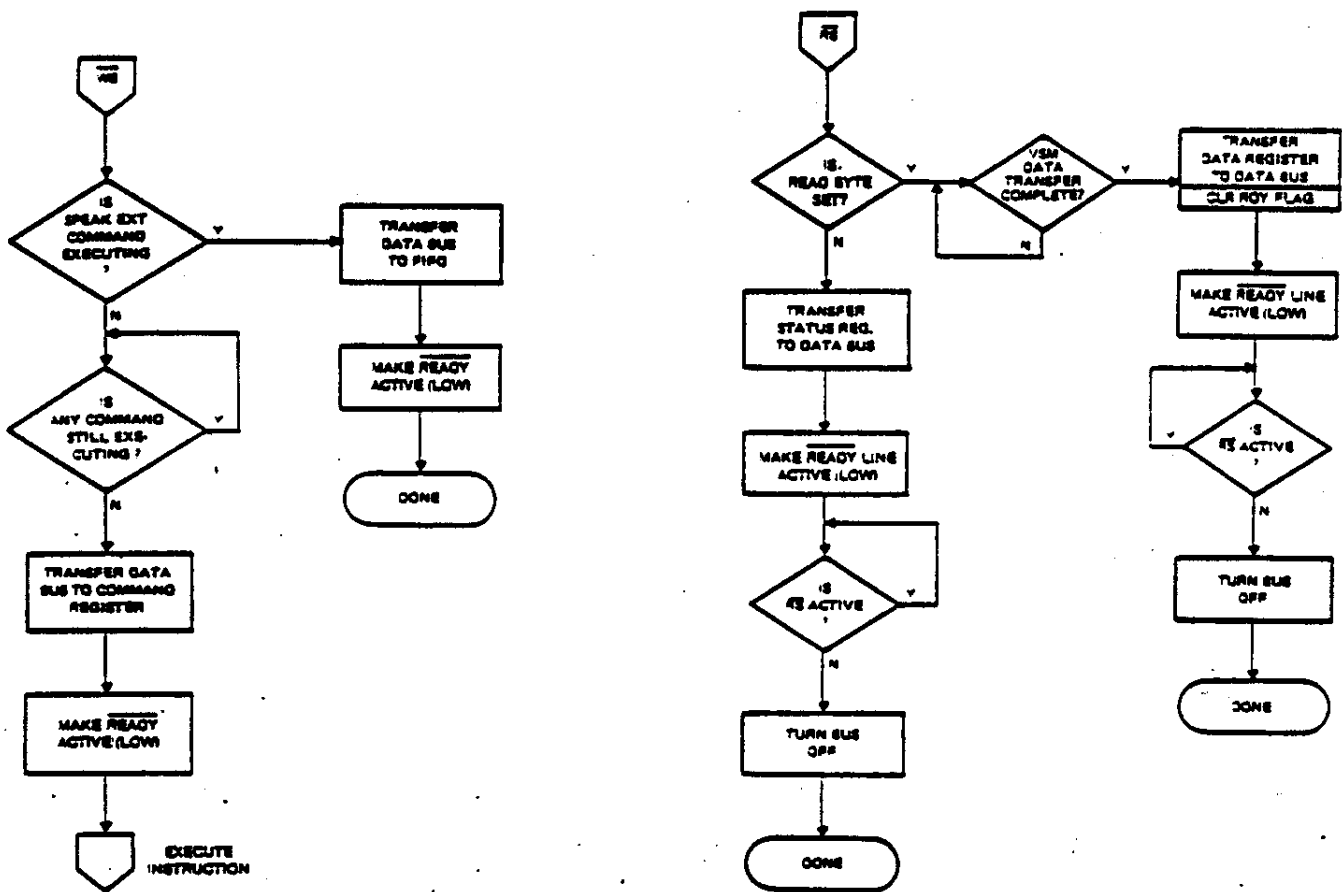 WS
IS
SPEAK EXT
COMMAND
EXECUTING
?
Y
N
TRANSFER
DATA BUS
TO FIFO
MAKE READY
ACTIVE (LOW)
DONE
IS
ANY COMMAND
STILL EXE-
CUTING ?
Y
N
TRANSFER DATA
BUS TO COMMAND
REGISTER
MAKE READY
ACTIVE (LOW)
EXECUTE
INSTRUCTION
RS
IS
READ BYTE
SET?
Y
N
VSM
DATA
TRANSFER
COMPLETE?
Y
N
TRANSFER
DATA REGISTER
TO DATA BUS
CLR RDY FLAG
MAKE READY LINE
ACTIVE (LOW)
IS
RS ACTIVE
?
Y
N
TURN BUS
OFF
DONE
TRANSFER
STATUS REG.
TO DATA BUS
MAKE READY LINE
ACTIVE (LOW)
IS
RS ACTIVE
?
Y
N
TURN BUS
OFF
DONE